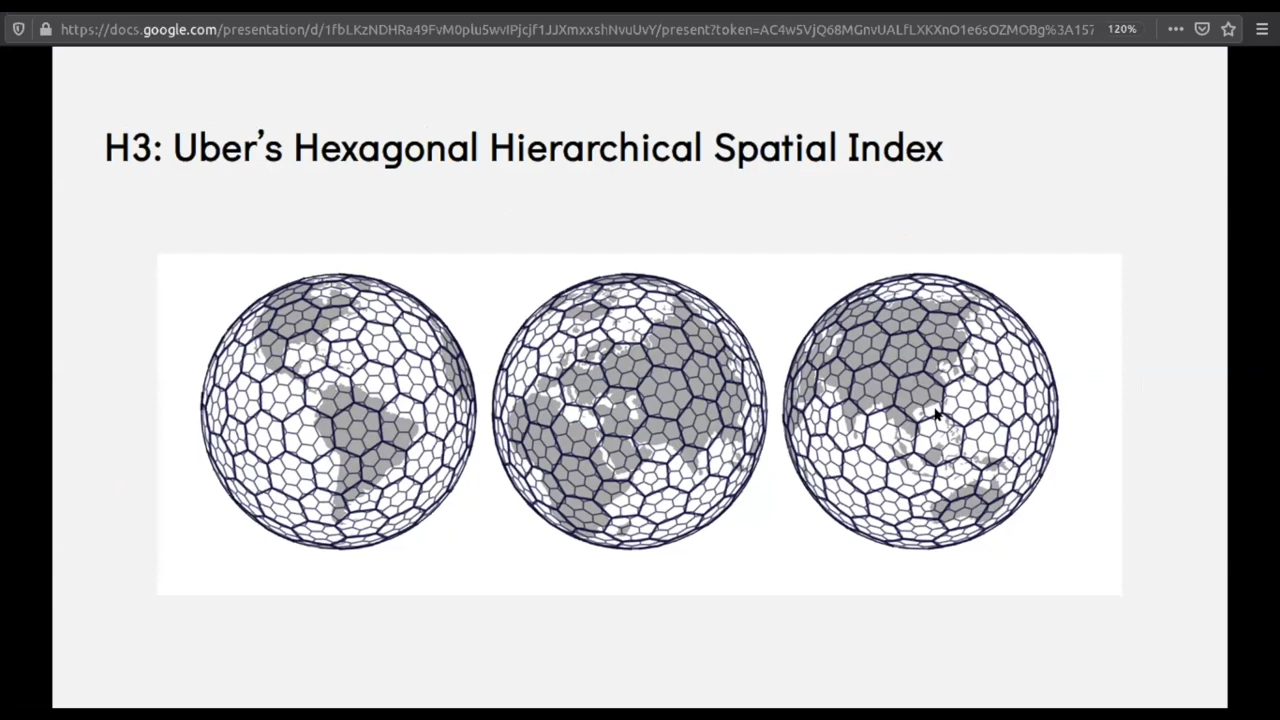 https://docs.google.com/presentation/d/1fbLKzNDHRa49FvM0plu5wvIPjcjf1JJXmxxshNvuUvY/present?token=AC4w5VjQ68MGnvUALfLXKXnO1e6sOZMOBg%3A157 120%
H3: Uber’s Hexagonal Hierarchical Spatial Index